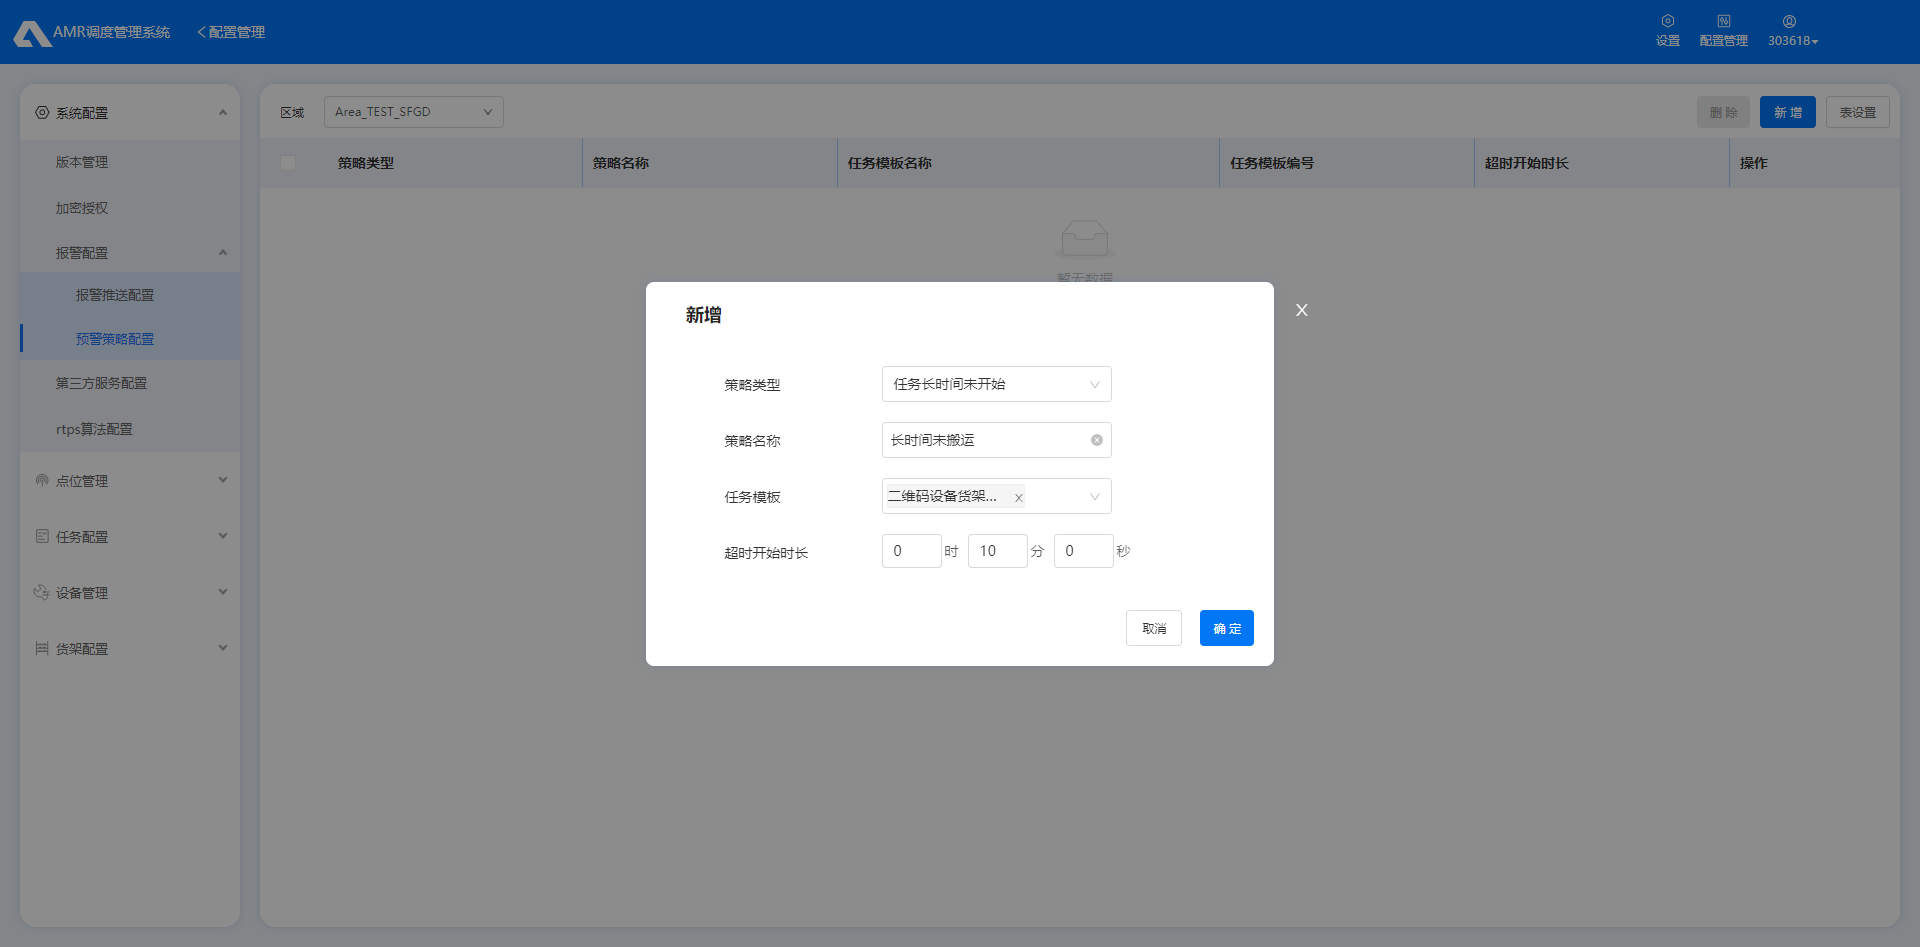 AMR调度管理系统
配置管理
设置
配置管理
303618
系统配置
版本管理
加密授权
报警配置
报警推送配置
预警策略配置
第三方服务配置
rtps算法配置
点位管理
任务配置
设备管理
货架配置
区域
Area_TEST_SFGD
删 除
新 增
表设置
策略类型
策略名称
任务模板名称
任务模板编号
超时开始时长
操作
暂无数据
新增
X
策略类型
任务长时间未开始
策略名称
长时间未搬运
任务模板
二维码设备货架...
超时开始时长
0 时 10 分 0 秒
取消
确 定